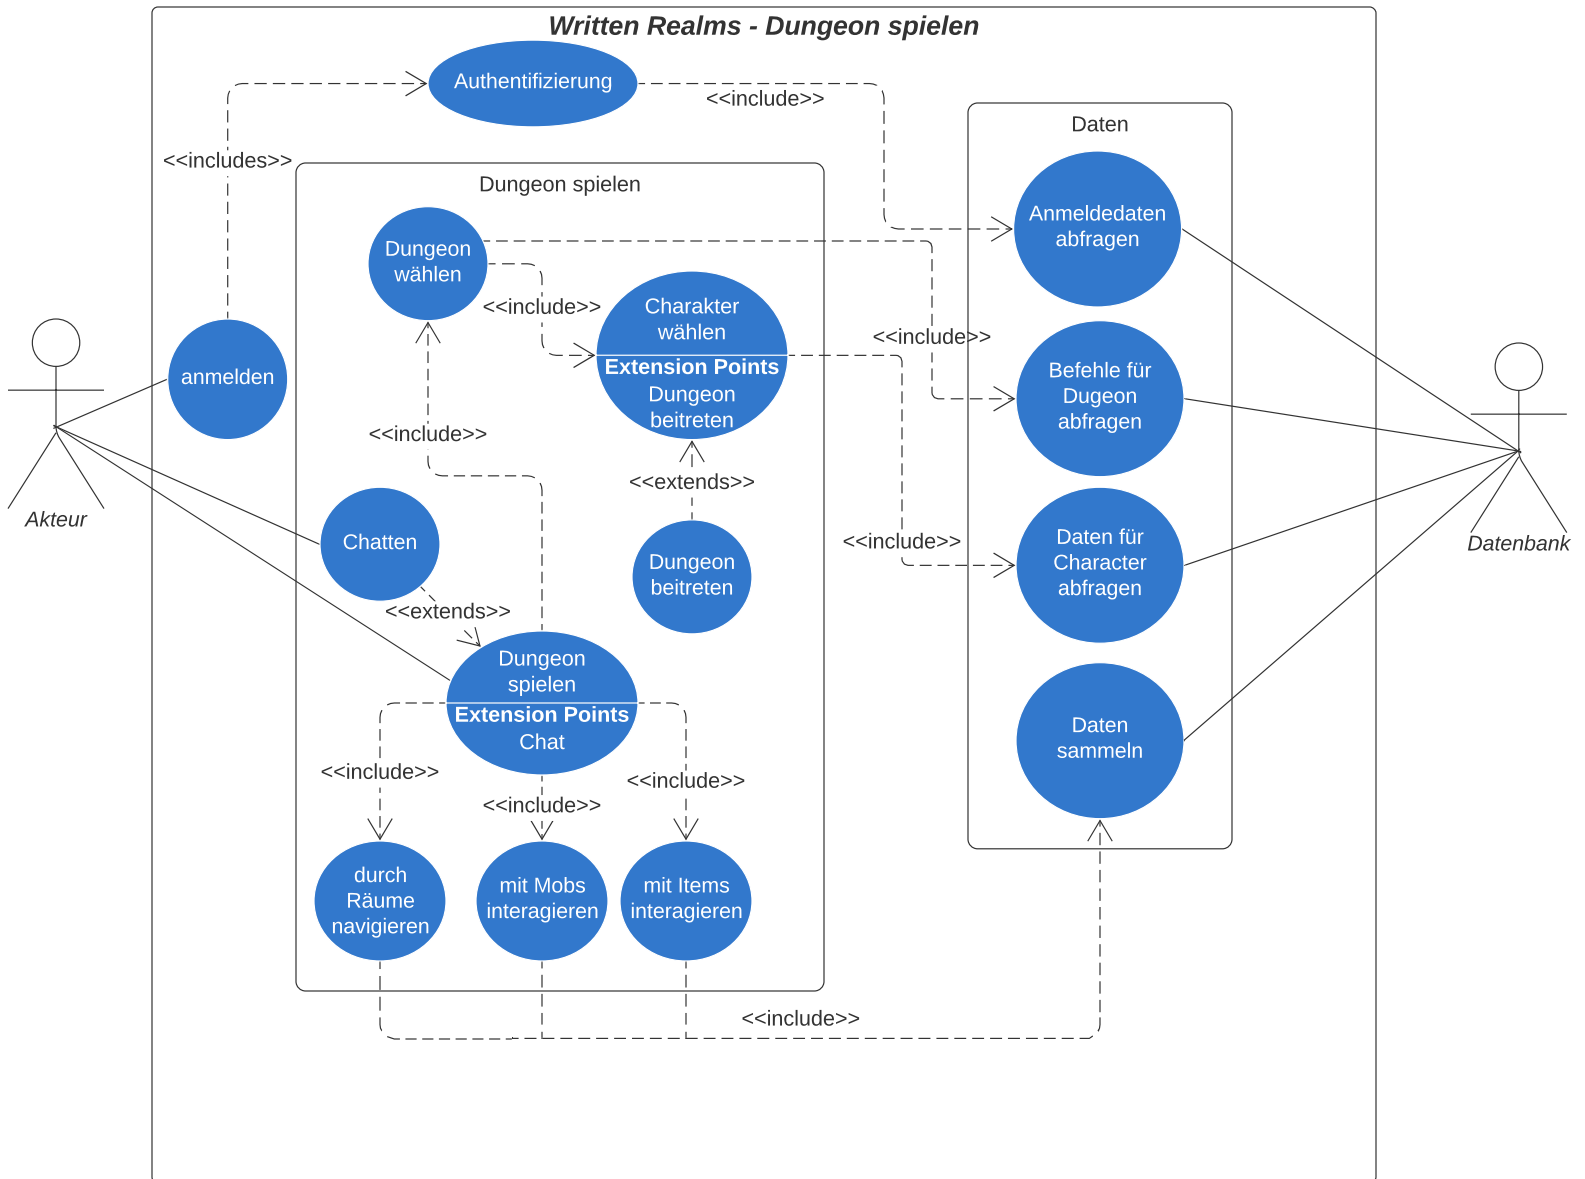 Written Realms - Dungeon spielen
Authentifizierung
<<include>>
<<includes>>
Daten
Dungeon spielen
Anmeldedaten
abfragen
Dungeon
wählen
<<include>>
Charakter
wählen
Extension Points
Dungeon
beitreten
<<include>>
anmelden
Befehle für
Dugeon
abfragen
<<include>>
<<extends>>
Akteur
Chatten
Dungeon
beitreten
<<include>>
Daten für
Character
abfragen
Datenbank
<<extends>>
Dungeon
spielen
Extension Points
Chat
Daten
sammeln
<<include>>
<<include>>
<<include>>
durch
Räume
navigieren
mit Mobs
interagieren
mit Items
interagieren
<<include>>